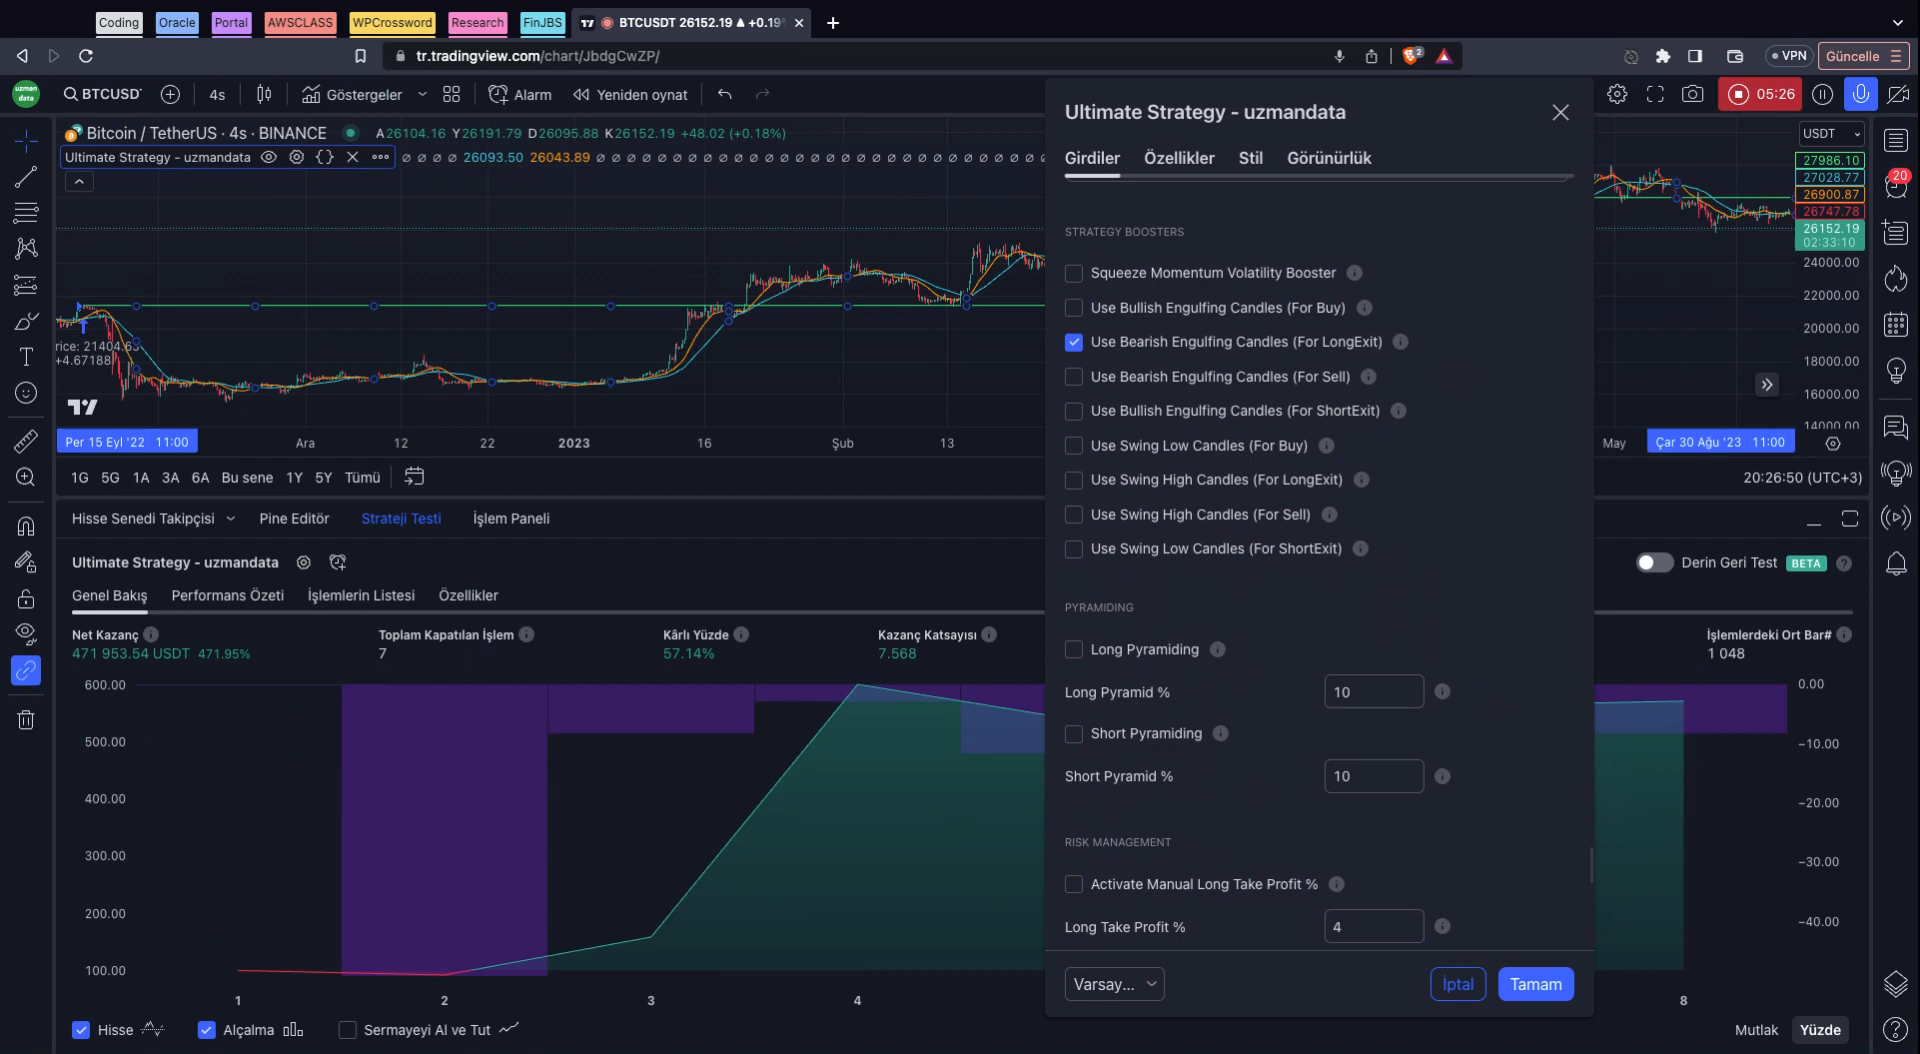 Coding Oracle Portal AWSCLASS WPCrossword Research FinJBS BTCUSDT 26152.19 ▲ +0.19%
tr.tradingview.com/chart/JbdgCwZP/ 2 VPN Güncelle
uzman data
BTCUSD 4s Göstergeler Alarm Yeniden oynat 05:26
Bitcoin / TetherUS · 4s · BINANCE A26104.16 Y26191.79 D26095.88 K26152.19 +48.02 (+0.18%)
Ultimate Strategy - uzmandata 26093.50 26043.89
rice: 21404.63
+4.67188
USDT
27986.10
27028.77
26900.87
26747.78
26152.19
02:33:10
24000.00
22000.00
20000.00
18000.00
16000.00
14000.00
20
Per 15 Eyl '22 11:00 Ara 12 22 2023 16 Şub 13 May Çar 30 Ağu '23 11:00
1G 5G 1A 3A 6A Bu sene 1Y 5Y Tümü 20:26:50 (UTC+3)
Hisse Senedi Takipçisi Pine Editör Strateji Testi İşlem Paneli
Ultimate Strategy - uzmandata Derin Geri Test BETA
Genel Bakış Performans Özeti İşlemlerin Listesi Özellikler
Net Kazanç Toplam Kapatılan İşlem Kârlı Yüzde Kazanç Katsayısı İşlemlerdeki Ort Bar#
471 953.54 USDT 471.95% 7 57.14% 7.568 1 048
600.00
500.00
400.00
300.00
200.00
100.00
0.00
−10.00
−20.00
−30.00
−40.00
1 2 3 4 8
Hisse Alçalma Sermayeyi Al ve Tut Mutlak Yüzde
Ultimate Strategy - uzmandata
Girdiler Özellikler Stil Görünürlük
STRATEGY BOOSTERS
Squeeze Momentum Volatility Booster
Use Bullish Engulfing Candles (For Buy)
Use Bearish Engulfing Candles (For LongExit)
Use Bearish Engulfing Candles (For Sell)
Use Bullish Engulfing Candles (For ShortExit)
Use Swing Low Candles (For Buy)
Use Swing High Candles (For LongExit)
Use Swing High Candles (For Sell)
Use Swing Low Candles (For ShortExit)
PYRAMIDING
Long Pyramiding
Long Pyramid % 10
Short Pyramiding
Short Pyramid % 10
RISK MANAGEMENT
Activate Manual Long Take Profit %
Long Take Profit % 4
Varsay... İptal Tamam